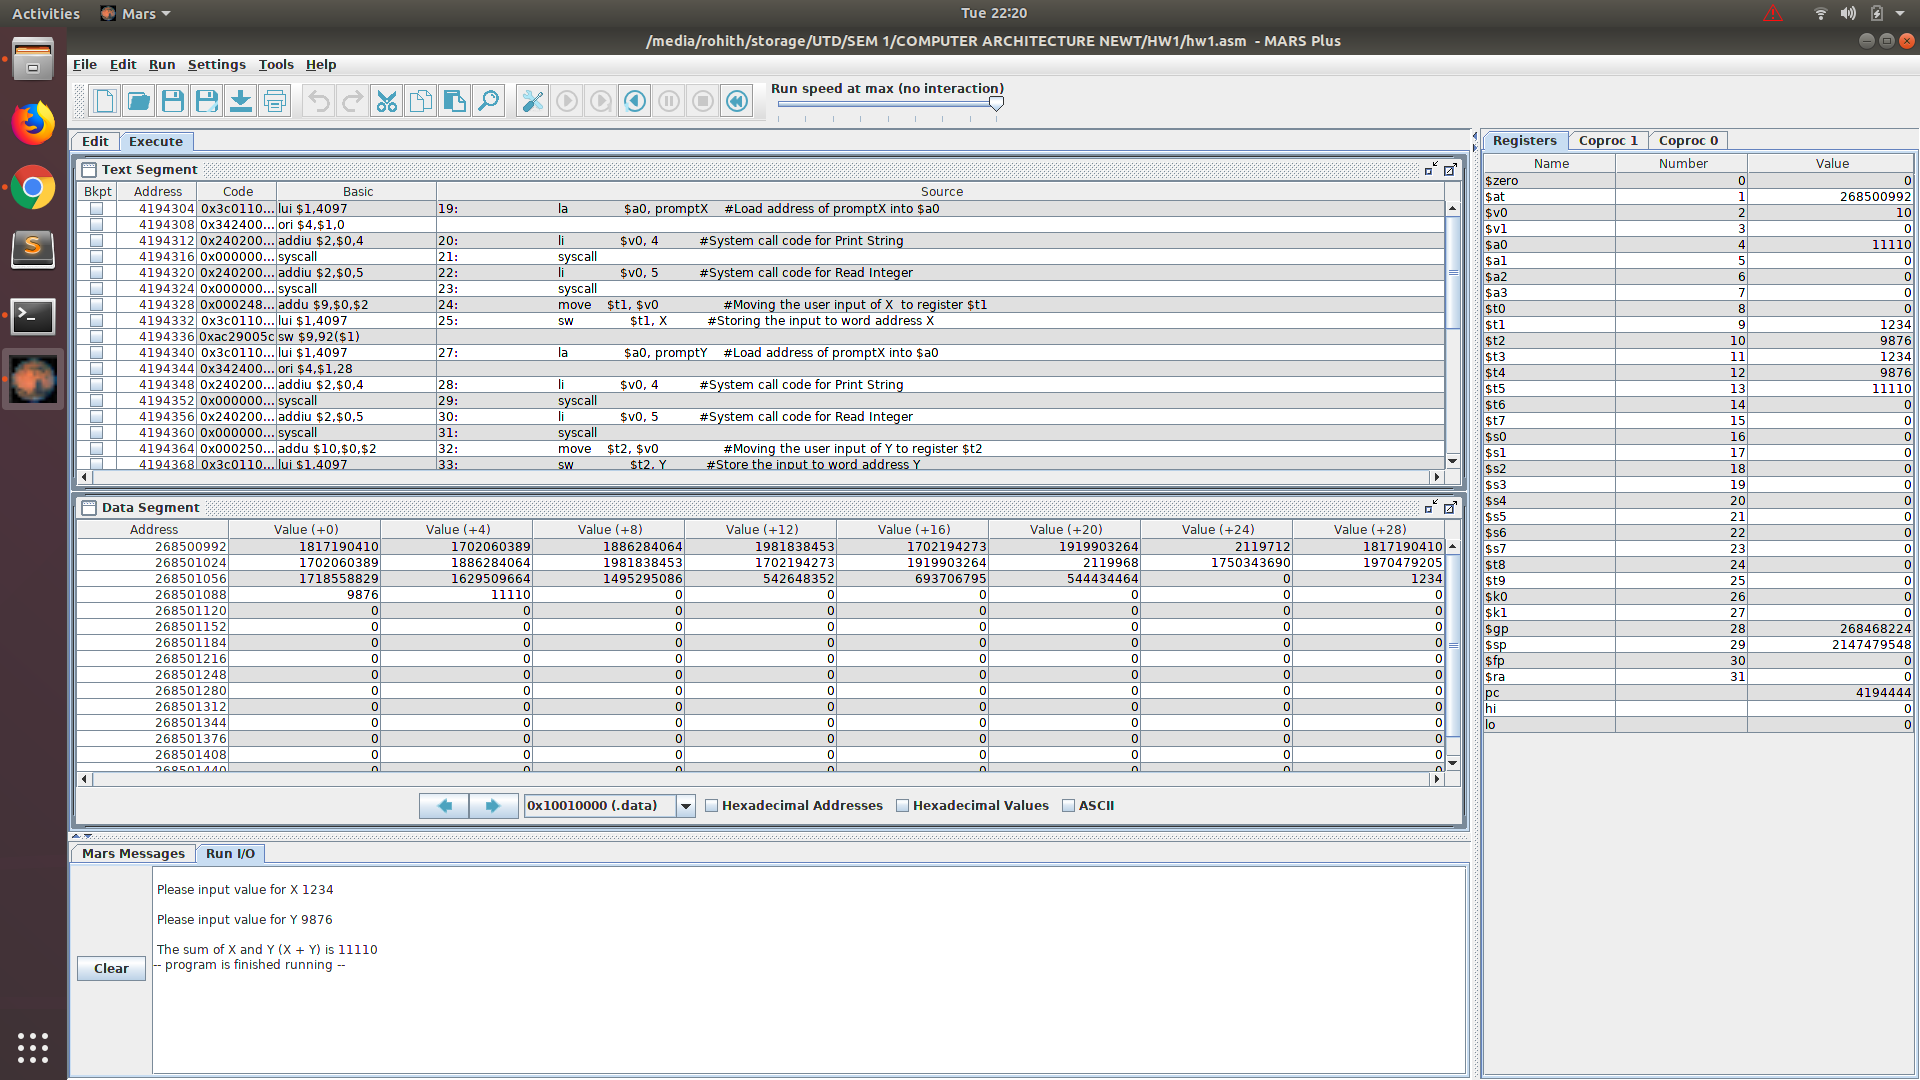 Activities Mars Tue 22:20
/media/rohith/storage/UTD/SEM 1/COMPUTER ARCHITECTURE NEWT/HW1/hw1.asm - MARS Plus
File Edit Run Settings Tools Help
Run speed at max (no interaction)
Edit Execute
Text Segment
Bkpt Address Code Basic Source
4194304 0x3c0110... lui $1,4097 19: la $a0, promptX #Load address of promptX into $a0
4194308 0x342400... ori $4,$1,0
4194312 0x240200... addiu $2,$0,4 20: li $v0, 4 #System call code for Print String
4194316 0x000000... syscall 21: syscall
4194320 0x240200... addiu $2,$0,5 22: li $v0, 5 #System call code for Read Integer
4194324 0x000000... syscall 23: syscall
4194328 0x000248... addu $9,$0,$2 24: move $t1, $v0 #Moving the user input of X to register $t1
4194332 0x3c0110... lui $1,4097 25: sw $t1, X #Storing the input to word address X
4194336 0xac29005c sw $9,92($1)
4194340 0x3c0110... lui $1,4097 27: la $a0, promptY #Load address of promptX into $a0
4194344 0x342400... ori $4,$1,28
4194348 0x240200... addiu $2,$0,4 28: li $v0, 4 #System call code for Print String
4194352 0x000000... syscall 29: syscall
4194356 0x240200... addiu $2,$0,5 30: li $v0, 5 #System call code for Read Integer
4194360 0x000000... syscall 31: syscall
4194364 0x000250... addu $10,$0,$2 32: move $t2, $v0 #Moving the user input of Y to register $t2
4194368 0x3c0110... lui $1,4097 33: sw $t2, Y #Store the input to word address Y
Data Segment
Address Value (+0) Value (+4) Value (+8) Value (+12) Value (+16) Value (+20) Value (+24) Value (+28)
268500992 1817190410 1702060389 1886284064 1981838453 1702194273 1919903264 2119712 1817190410
268501024 1702060389 1886284064 1981838453 1702194273 1919903264 2119968 1750343690 1970479205
268501056 1718558829 1629509664 1495295086 542648352 693706795 544434464 0 1234
268501088 9876 11110 0 0 0 0 0 0
268501120 0 0 0 0 0 0 0 0
268501152 0 0 0 0 0 0 0 0
268501184 0 0 0 0 0 0 0 0
268501216 0 0 0 0 0 0 0 0
268501248 0 0 0 0 0 0 0 0
268501280 0 0 0 0 0 0 0 0
268501312 0 0 0 0 0 0 0 0
268501344 0 0 0 0 0 0 0 0
268501376 0 0 0 0 0 0 0 0
268501408 0 0 0 0 0 0 0 0
268501440 0 0 0 0 0 0 0 0
0x10010000 (.data) Hexadecimal Addresses Hexadecimal Values ASCII
Mars Messages Run I/O
Clear
Please input value for X 1234
Please input value for Y 9876
The sum of X and Y (X + Y) is 11110
-- program is finished running --
Registers Coproc 1 Coproc 0
Name Number Value
$zero 0 0
$at 1 268500992
$v0 2 10
$v1 3 0
$a0 4 11110
$a1 5 0
$a2 6 0
$a3 7 0
$t0 8 0
$t1 9 1234
$t2 10 9876
$t3 11 1234
$t4 12 9876
$t5 13 11110
$t6 14 0
$t7 15 0
$s0 16 0
$s1 17 0
$s2 18 0
$s3 19 0
$s4 20 0
$s5 21 0
$s6 22 0
$s7 23 0
$t8 24 0
$t9 25 0
$k0 26 0
$k1 27 0
$gp 28 268468224
$sp 29 2147479548
$fp 30 0
$ra 31 0
pc 4194444
hi 0
lo 0